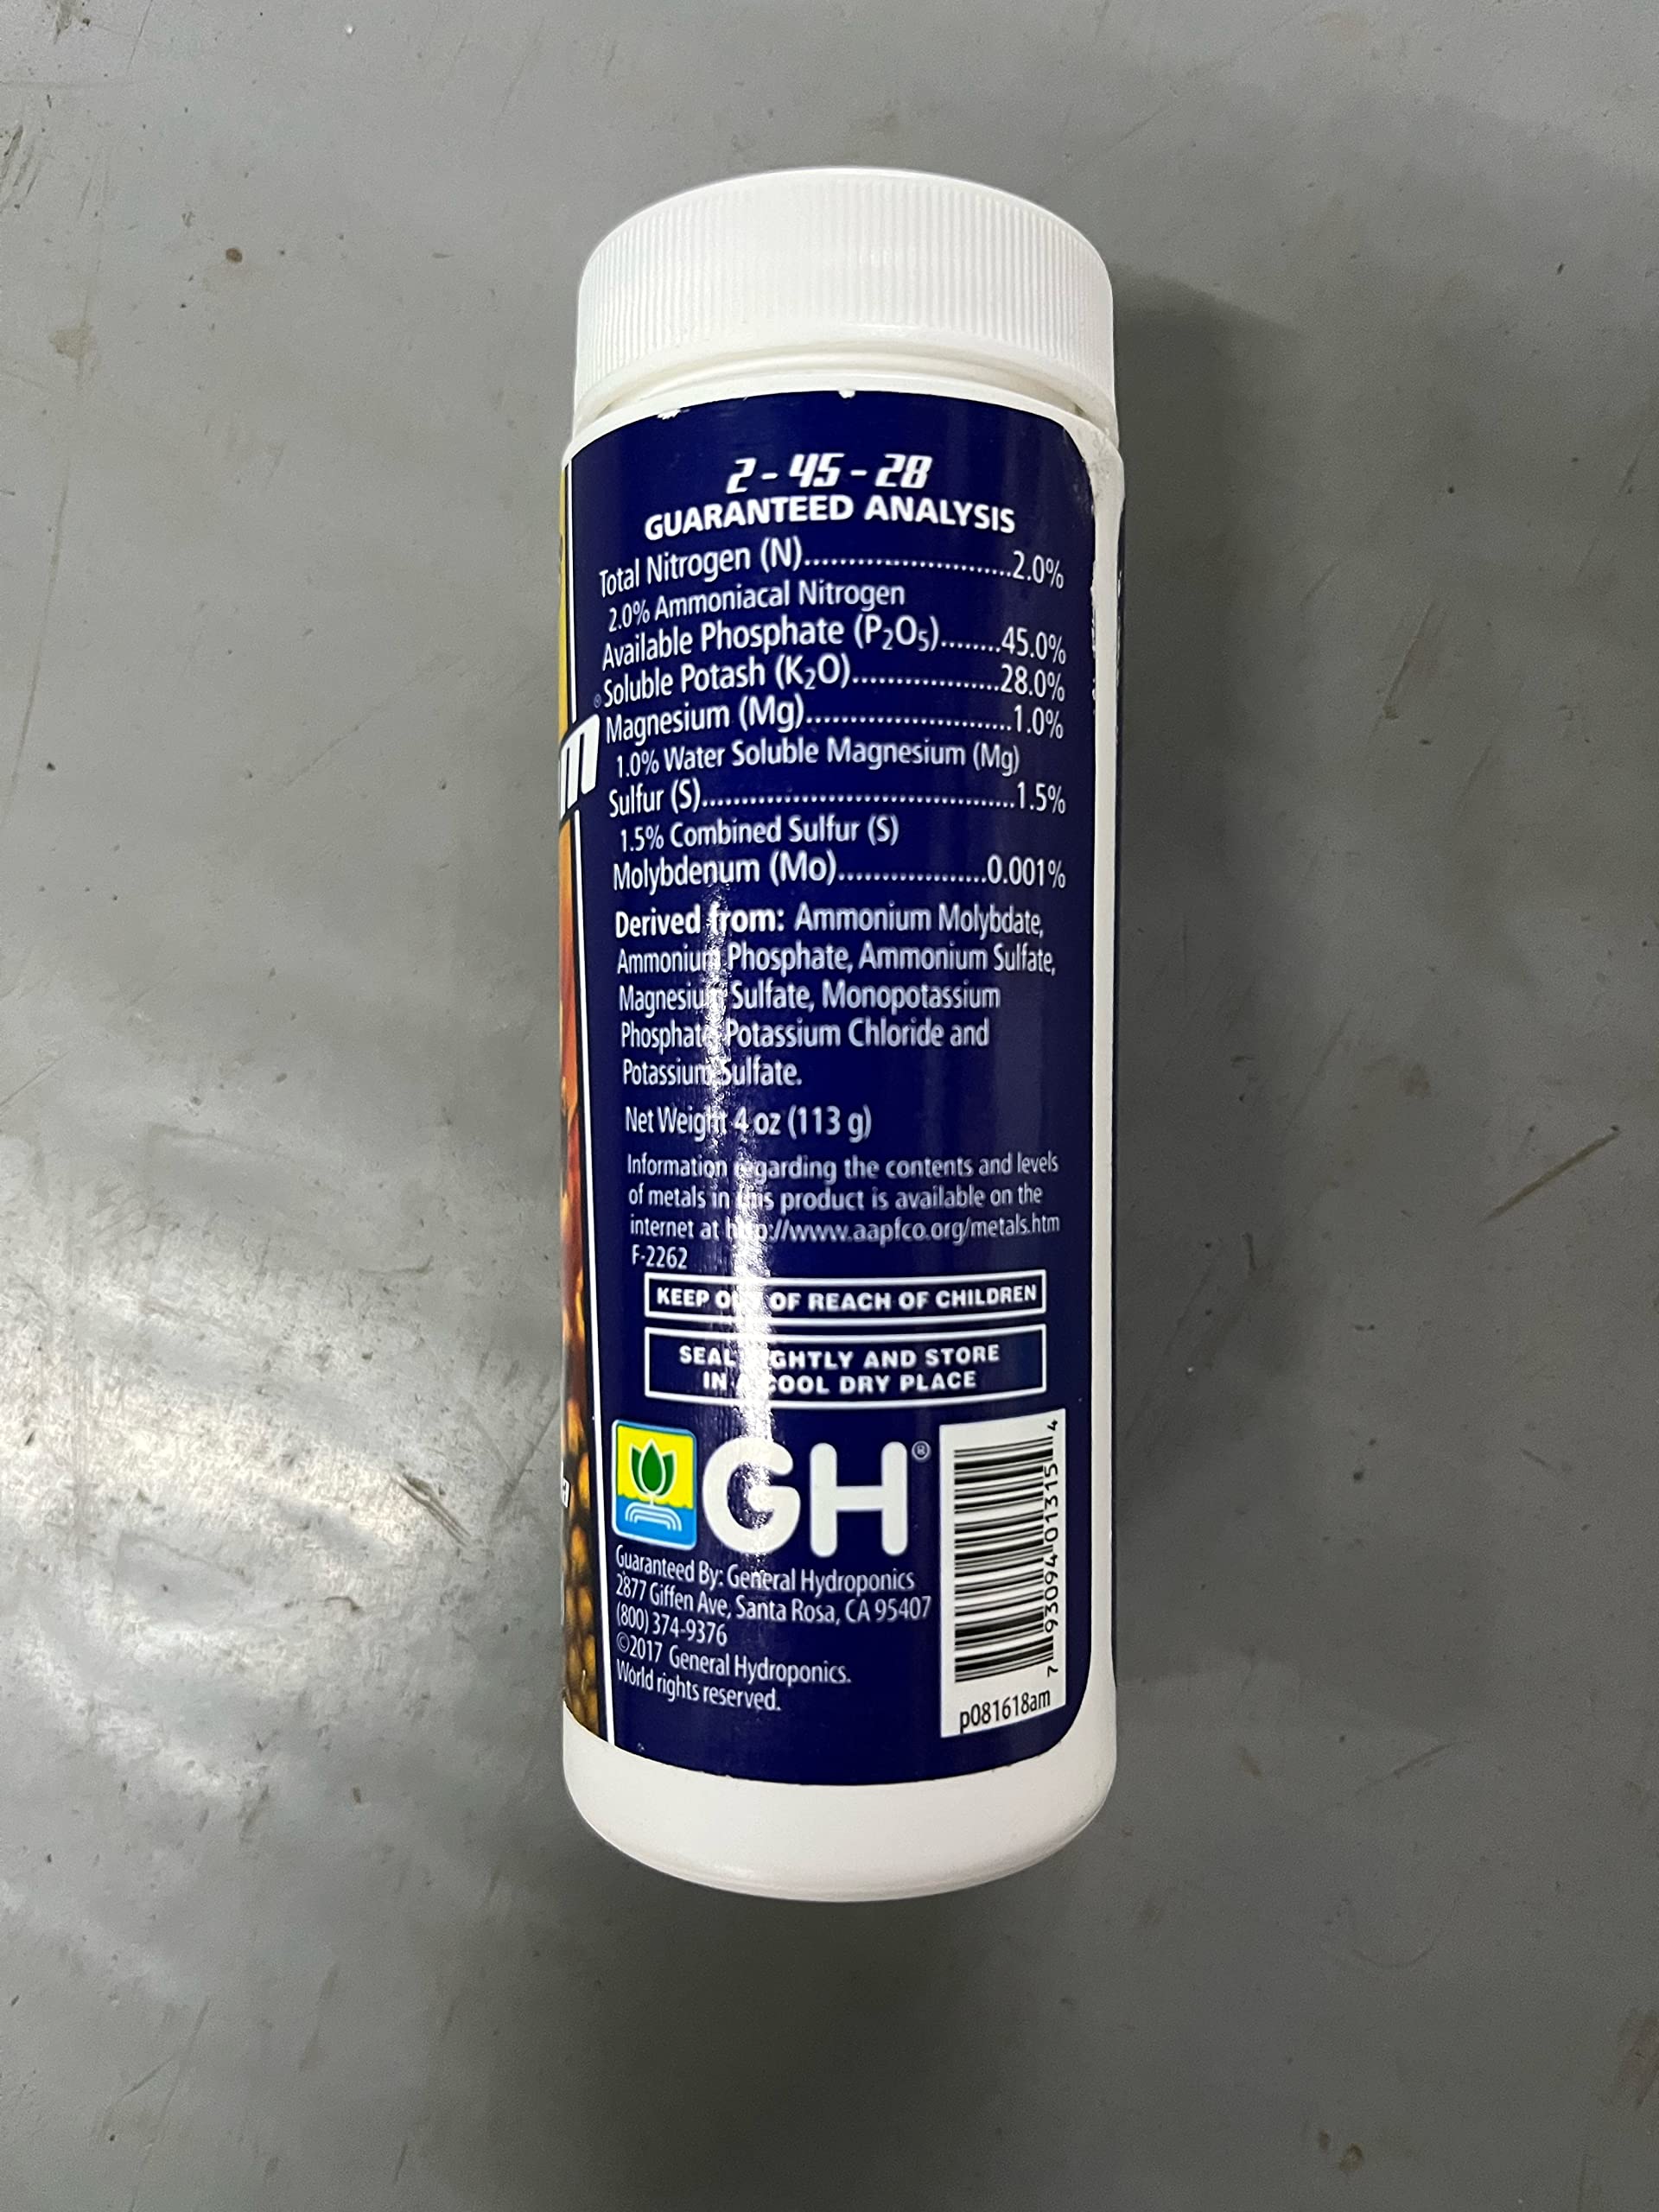 2-45-28
GUARANTEED ANALYSIS
Total Nitrogen (N)..........................2.0%
2.0% Ammoniacal Nitrogen
Available Phosphate (P₂O₅)........45.0%
Soluble Potash (K₂O)...................28.0%
Magnesium (Mg)..........................1.0%
1.0% Water Soluble Magnesium (Mg)
Sulfur (S).......................................1.5%
1.5% Combined Sulfur (S)
Molybdenum (Mo)...................0.001%
Derived from: Ammonium Molybdate,
Ammonium Phosphate, Ammonium Sulfate,
Magnesium Sulfate, Monopotassium
Phosphate, Potassium Chloride and
Potassium Sulfate.
Net Weight 4 oz (113 g)
Information regarding the contents and levels
of metals in this product is available on the
internet at http://www.aapfco.org/metals.htm
F-2262
KEEP OUT OF REACH OF CHILDREN
SEAL TIGHTLY AND STORE
IN A COOL DRY PLACE
GH®
Guaranteed By: General Hydroponics
2877 Giffen Ave, Santa Rosa, CA 95407
(800) 374-9376
©2017 General Hydroponics.
World rights reserved.
7 93094 01315 4
p081618am